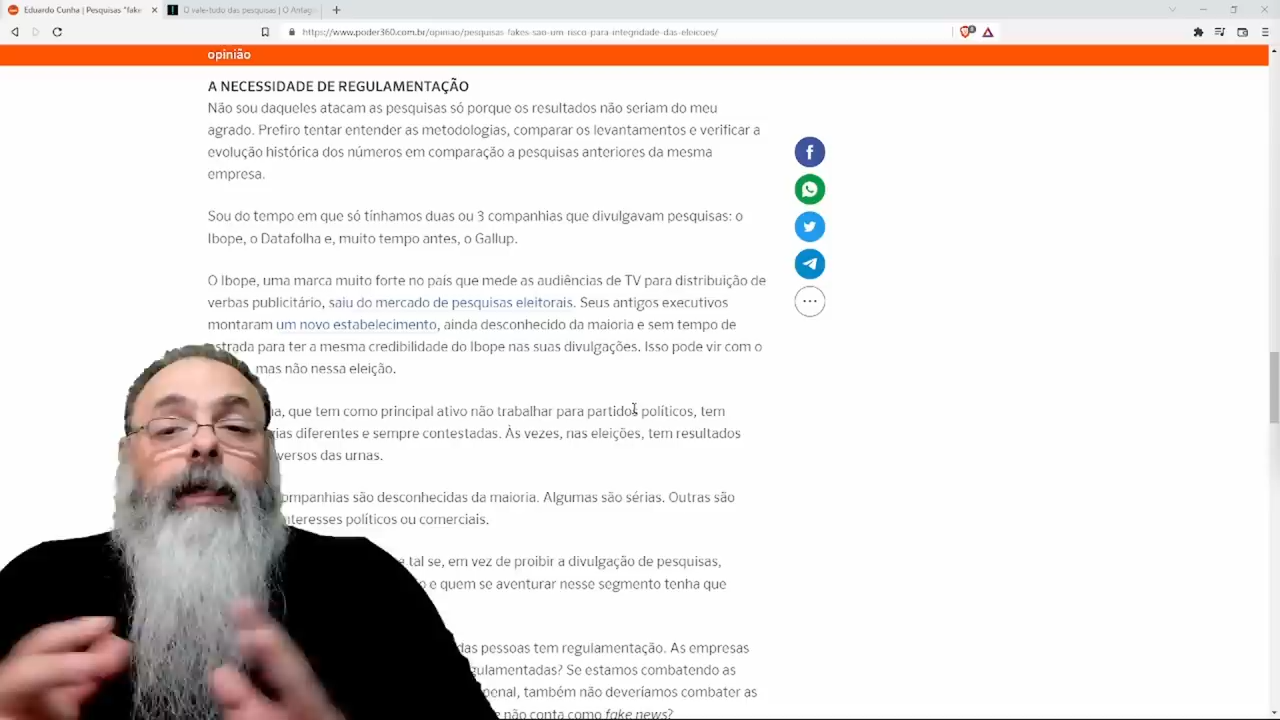 Eduardo Cunha | Pesquisas "fake
O vale-tudo das pesquisas | O Antag
https://www.poder360.com.br/opiniao/pesquisas-fakes-sao-um-risco-para-integridade-das-eleicoes/
opinião
A NECESSIDADE DE REGULAMENTAÇÃO
Não sou daqueles atacam as pesquisas só porque os resultados não seriam do meu
agrado. Prefiro tentar entender as metodologias, comparar os levantamentos e verificar a
evolução histórica dos números em comparação a pesquisas anteriores da mesma
empresa.
Sou do tempo em que só tínhamos duas ou 3 companhias que divulgavam pesquisas: o
Ibope, o Datafolha e, muito tempo antes, o Gallup.
O Ibope, uma marca muito forte no país que mede as audiências de TV para distribuição de
verbas publicitário, saiu do mercado de pesquisas eleitorais. Seus antigos executivos
montaram um novo estabelecimento, ainda desconhecido da maioria e sem tempo de
estrada para ter a mesma credibilidade do Ibope nas suas divulgações. Isso pode vir com o
mas não nessa eleição.
que tem como principal ativo não trabalhar para partidos políticos, tem
diferentes e sempre contestadas. Às vezes, nas eleições, tem resultados
versos das urnas.
ompanhias são desconhecidas da maioria. Algumas são sérias. Outras são
nteresses políticos ou comerciais.
tal se, em vez de proibir a divulgação de pesquisas,
e quem se aventurar nesse segmento tenha que
das pessoas tem regulamentação. As empresas
gulamentadas? Se estamos combatendo as
penal, também não deveríamos combater as
e não conta como fake news?